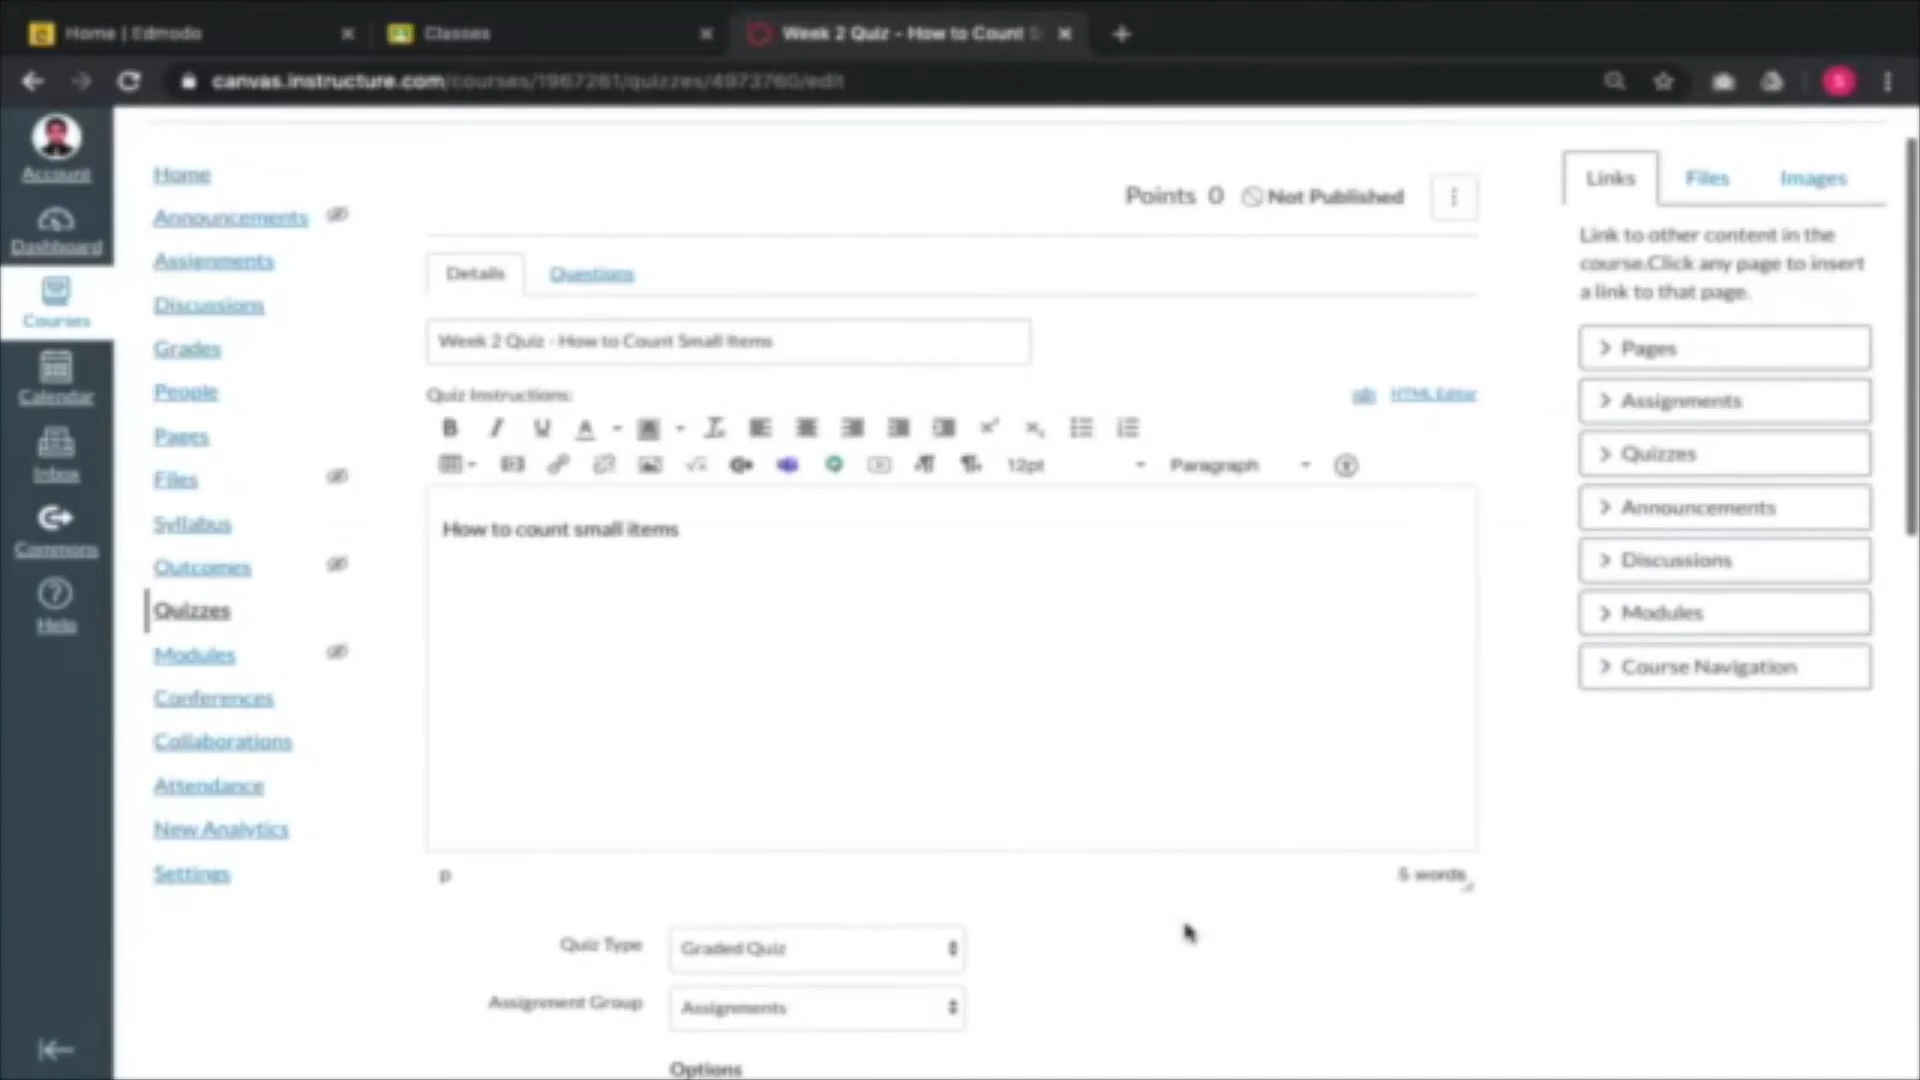 Home | Edmodo
Classes
Week 2 Quiz - How to Count S
canvas.instructure.com/courses/1967261/quizzes/4973760/edit
S
Account
Dashboard
Courses
Calendar
Inbox
Commons
Help
Home
Announcements
Assignments
Discussions
Grades
People
Pages
Files
Syllabus
Outcomes
Quizzes
Modules
Conferences
Collaborations
Attendance
New Analytics
Settings
Points 0 Not Published
Details Questions
Week 2 Quiz - How to Count Small Items
Quiz Instructions:
HTML Editor
12pt Paragraph
How to count small items
p
5 words
Quiz Type Graded Quiz
Assignment Group Assignments
Options
Links Files Images
Link to other content in the
course.Click any page to insert
a link to that page.
Pages
Assignments
Quizzes
Announcements
Discussions
Modules
Course Navigation